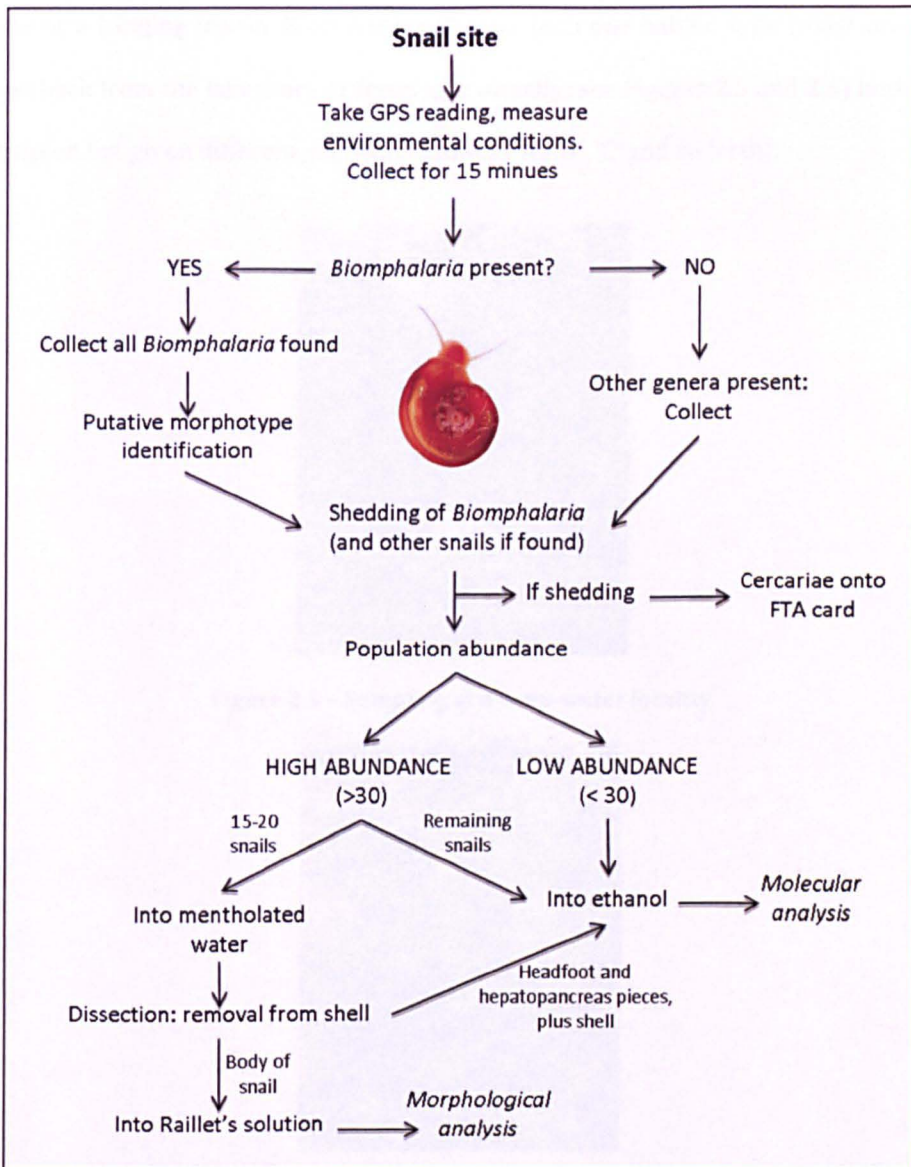 Snail site
Take GPS reading, measure
environmental conditions.
Collect for 15 minues
YES
Biomphalaria present?
NO
Collect all Biomphalaria found
Putative morphotype
identification
Other genera present:
Collect
Shedding of Biomphalaria
(and other snails if found)
If shedding
Cercariae onto
FTA card
Population abundance
HIGH ABUNDANCE
(>30)
LOW ABUNDANCE
(< 30)
15-20
snails
Remaining
snails
Into mentholated
water
Into ethanol
Molecular
analysis
Dissection: removal from shell
Headfoot and
hepatopancreas pieces,
plus shell
Body of
snail
Into Raillet's solution
Morphological
analysis